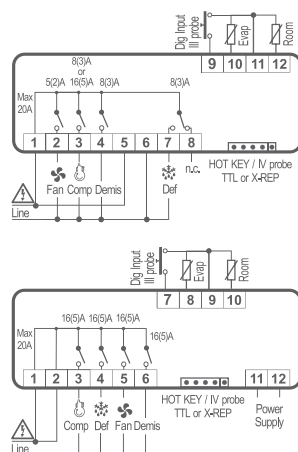 Dig Input
III probe
Evap
Room
8(3)A
or
5(2)A 16(5)A 8(3)A 8(3)A
9 10 11 12
Max
20A
1 2 3 4 5 6 7 8
n.c.
HOT KEY / IV probe
TTL or X-REP
Fan Comp Demis Def
Line
Dig Input
III probe
Evap
Room
7 8 9 10
16(5)A 16(5)A 16(5)A
16(5)A
Max
20A
1 2 3 4 5 6 11 12
HOT KEY / IV probe
TTL or X-REP
Power
Supply
Comp Def Fan Demis
Line